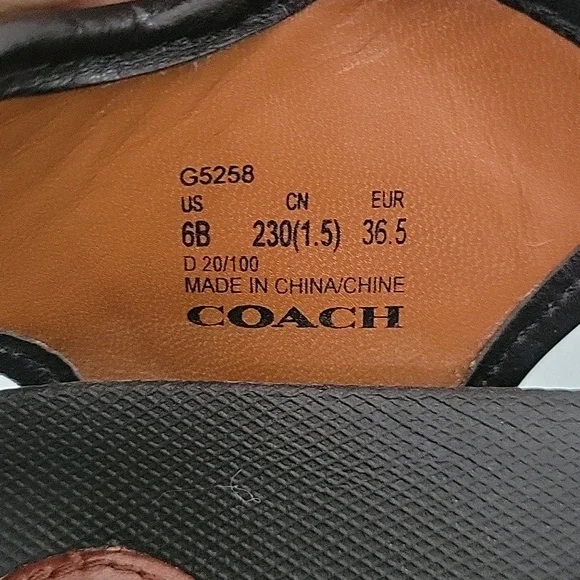 G5258
US CN EUR
6B 230(1.5) 36.5
D 20/100
MADE IN CHINA/CHINE
COACH